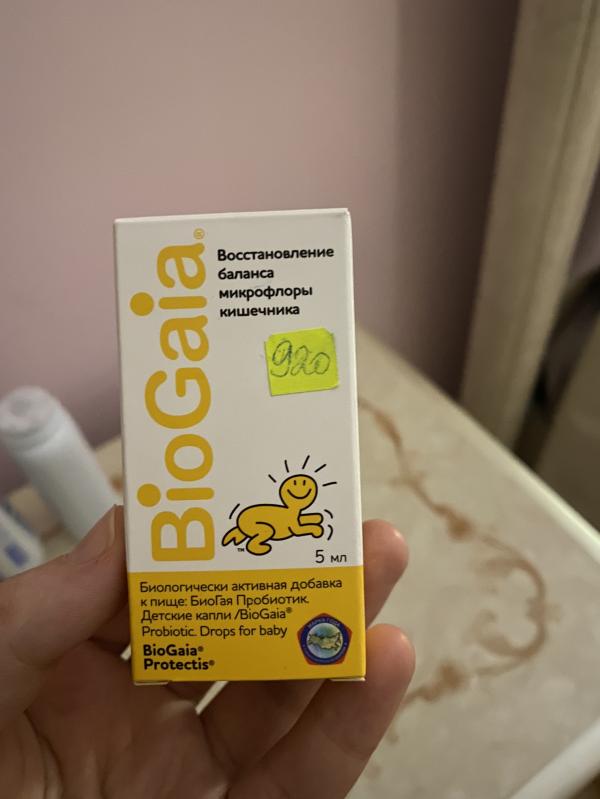 BioGaia®
Восстановление
баланса
микрофлоры
кишечника
920
™
5 мл
Биологически активная добавка
к пище: БиоГая Пробиотик.
Детские капли /BioGaia®
Probiotic. Drops for baby
BioGaia®
Protectis®